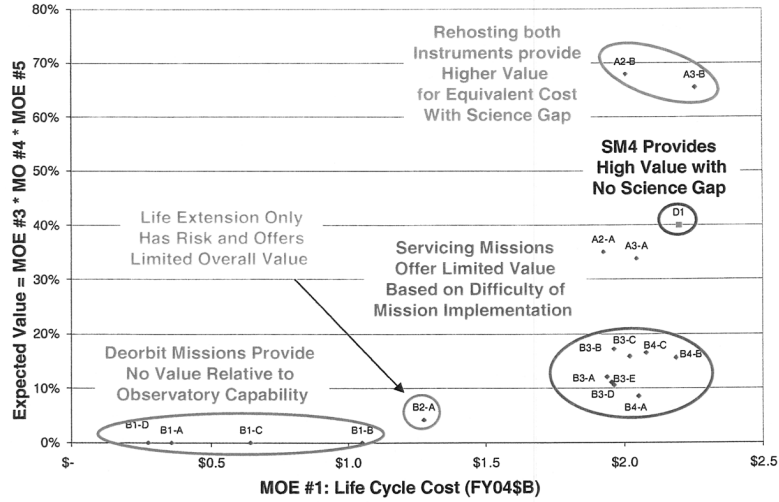 80%
70%
60%
50%
40%
30%
20%
10%
0%
Expected Value = MOE #3 * MO #4 * MOE #5
Rehosting both
Instruments provide
Higher Value
for Equivalent Cost
With Science Gap
A2-B
A3-B
SM4 Provides
High Value with
No Science Gap
D1
A2-A
A3-A
Life Extension Only
Has Risk and Offers
Limited Overall Value
Servicing Missions
Offer Limited Value
Based on Difficulty of
Mission Implementation
Deorbit Missions Provide
No Value Relative to
Observatory Capability
B3-B
B3-C
B4-C
B4-B
B3-A
B3-E
B3-D
B4-A
B2-A
B1-D
B1-A
B1-C
B1-B
$-
$0.5
$1.0
$1.5
$2.0
$2.5
MOE #1: Life Cycle Cost (FY04$B)